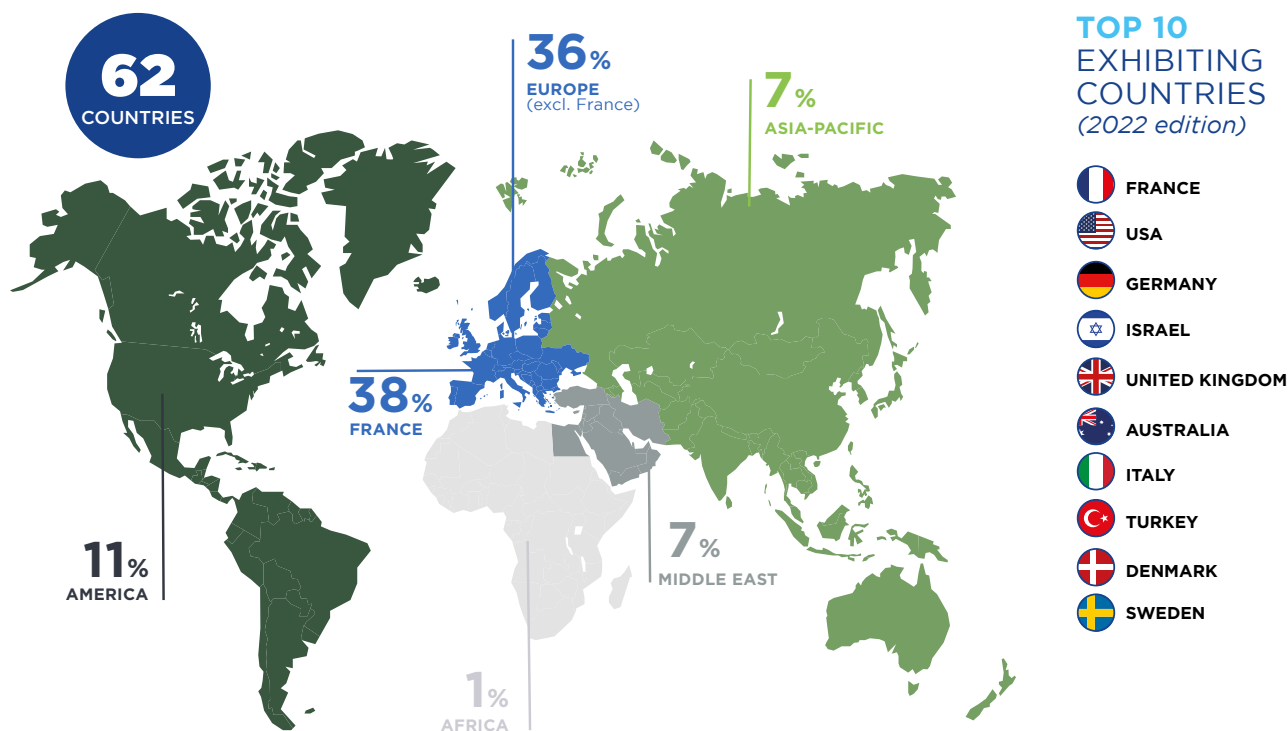 62
COUNTRIES
36%
EUROPE
(excl. France)
7%
ASIA-PACIFIC
38%
FRANCE
11%
AMERICA
7%
MIDDLE EAST
1%
AFRICA
TOP 10
EXHIBITING
COUNTRIES
(2022 edition)
FRANCE
USA
GERMANY
ISRAEL
UNITED KINGDOM
AUSTRALIA
ITALY
TURKEY
DENMARK
SWEDEN